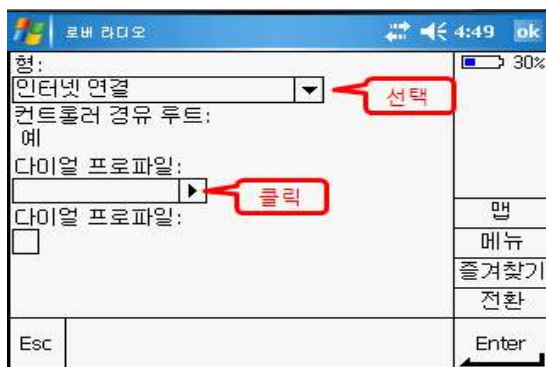 로버 라디오
4:49 ok
형:
30%
인터넷 연결
선택
컨트롤러 경유 루트:
예
다이얼 프로파일:
클릭
다이얼 프로파일:
맵
메뉴
즐겨찾기
전환
Esc
Enter